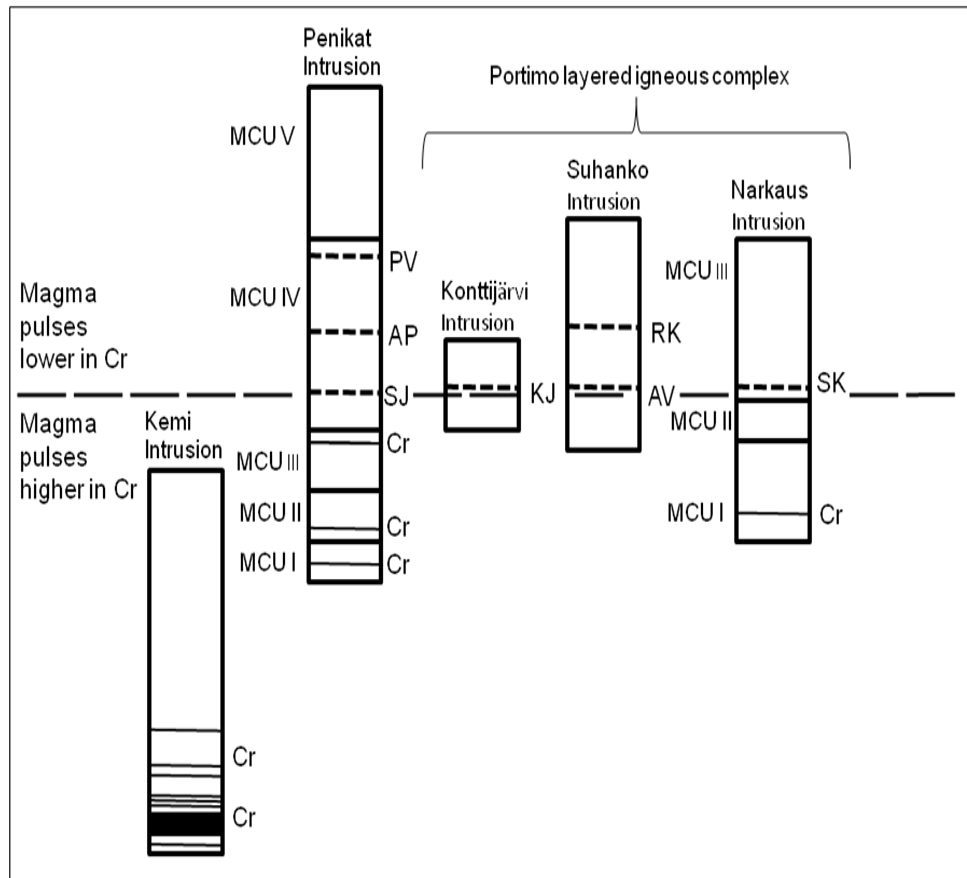 Penikat
Intrusion
Portimo layered igneous complex
MCU V
Suhanko
Intrusion
Narkaus
Intrusion
PV
MCU III
Magma
pulses
lower in Cr
MCU IV
Konttijärvi
Intrusion
AP
RK
SJ
KJ
AV
SK
Magma
pulses
higher in Cr
Kemi
Intrusion
MCU II
Cr
MCU III
MCU II
Cr
MCU I
Cr
MCU I
Cr
Cr
Cr